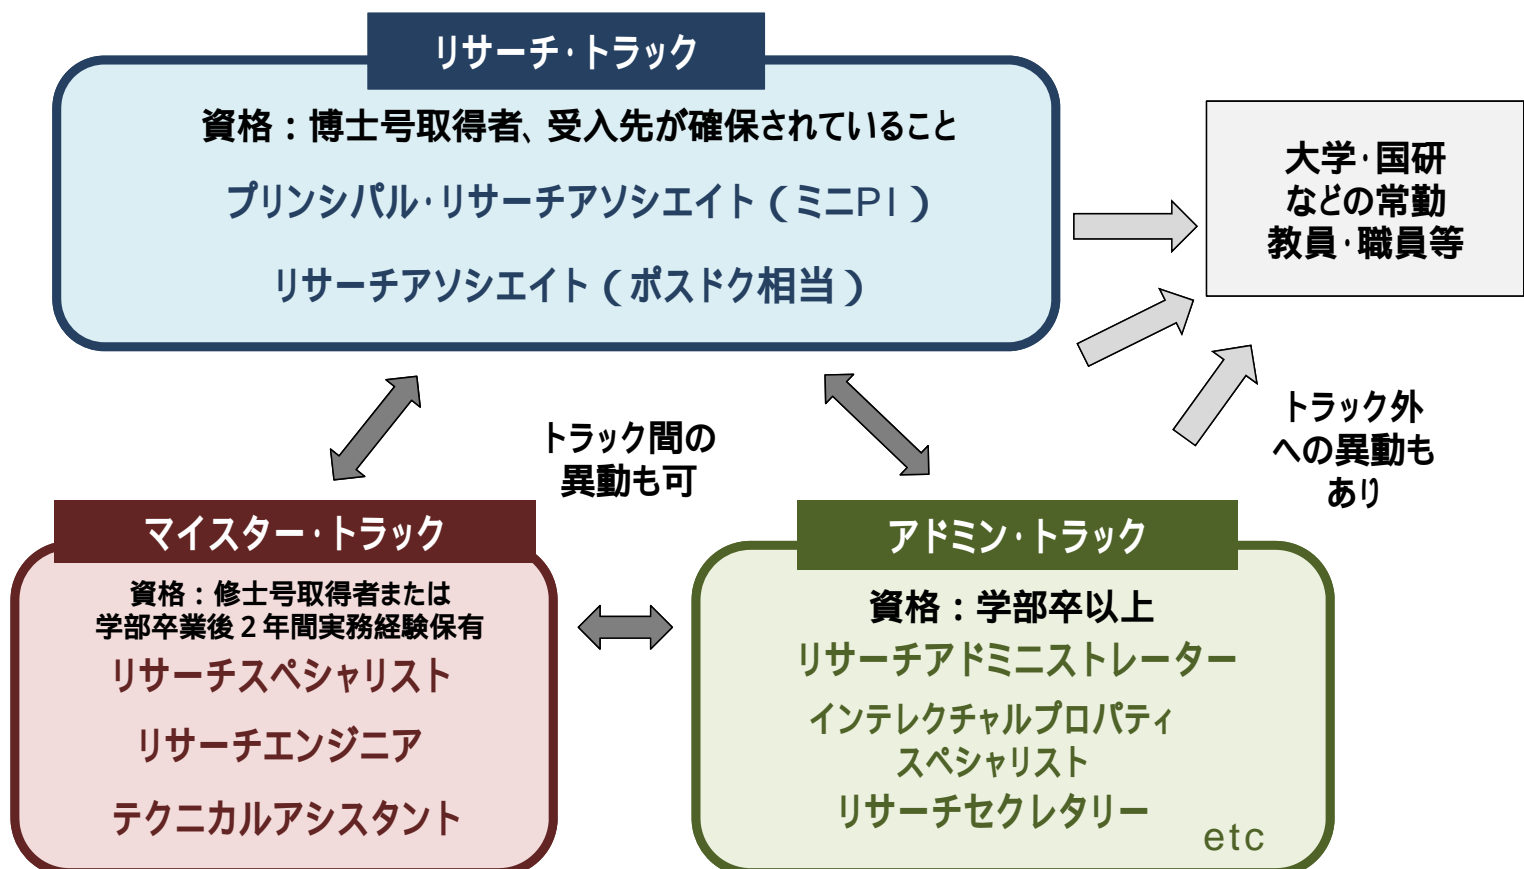 リサーチ・トラック
資格：博士号取得者、受入先が確保されていること
プリンシパル・リサーチアソシエイト（ミニPI）
リサーチアソシエイト（ポスドク相当）
大学・国研
などの常勤
教員・職員等
トラック間の
異動も可
トラック外
への異動も
あり
マイスター・トラック
資格：修士号取得者または
学部卒業後２年間実務経験保有
リサーチスペシャリスト
リサーチエンジニア
テクニカルアシスタント
アドミン・トラック
資格：学部卒以上
リサーチアドミニストレーター
インテレクチャルプロパティ
スペシャリスト
リサーチセクレタリー
etc